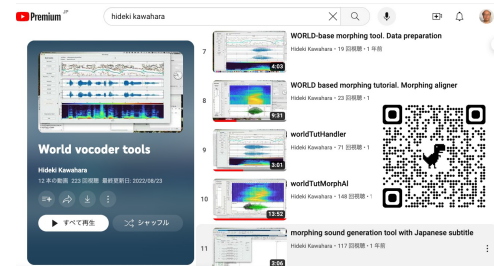 Premium JP
hideki kawahara
World vocoder tools
Hideki Kawahara
12 本の動画 223 回視聴 最終更新日: 2022/08/23
すべて再生
シャッフル
7
4:03
WORLD-base morphing tool. Data preparation
Hideki Kawahara・19 回視聴・1 年前
8
9:31
WORLD based morphing tutorial. Morphing aligner
Hideki Kawahara・23 回視聴・1
9
3:01
worldTutHandler
Hideki Kawahara・71 回視聴・1
10
13:52
worldTutMorphAl
Hideki Kawahara・148 回視聴・
11
3:06
morphing sound generation tool with Japanese subtitle
Hideki Kawahara・117 回視聴・1 年前